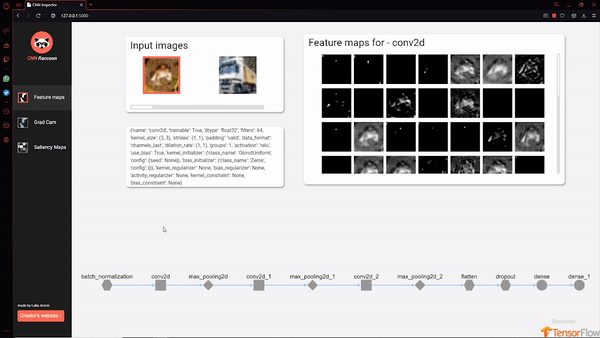 CNN Inspector
127.0.0.1:5000
CNN Raccoon
Feature maps
Grad Cam
Saliency Maps
Input images
Feature maps for - conv2d
{'name': 'conv2d', 'trainable': True, 'dtype': 'float32', 'filters': 64,
'kernel_size': (3, 3), 'strides': (1, 1), 'padding': 'valid', 'data_format':
'channels_last', 'dilation_rate': (1, 1), 'groups': 1, 'activation': 'relu',
'use_bias': True, 'kernel_initializer': {'class_name': 'GlorotUniform',
'config': {'seed': None}}, 'bias_initializer': {'class_name': 'Zeros',
'config': {}}, 'kernel_regularizer': None, 'bias_regularizer': None,
'activity_regularizer': None, 'kernel_constraint': None,
'bias_constraint': None}
batch_normalization conv2d max_pooling2d conv2d_1 max_pooling2d_1 conv2d_2 max_pooling2d_2 flatten dropout dense dense_1
made by Luka Anicin
Creator's website
Backend:
TensorFlow